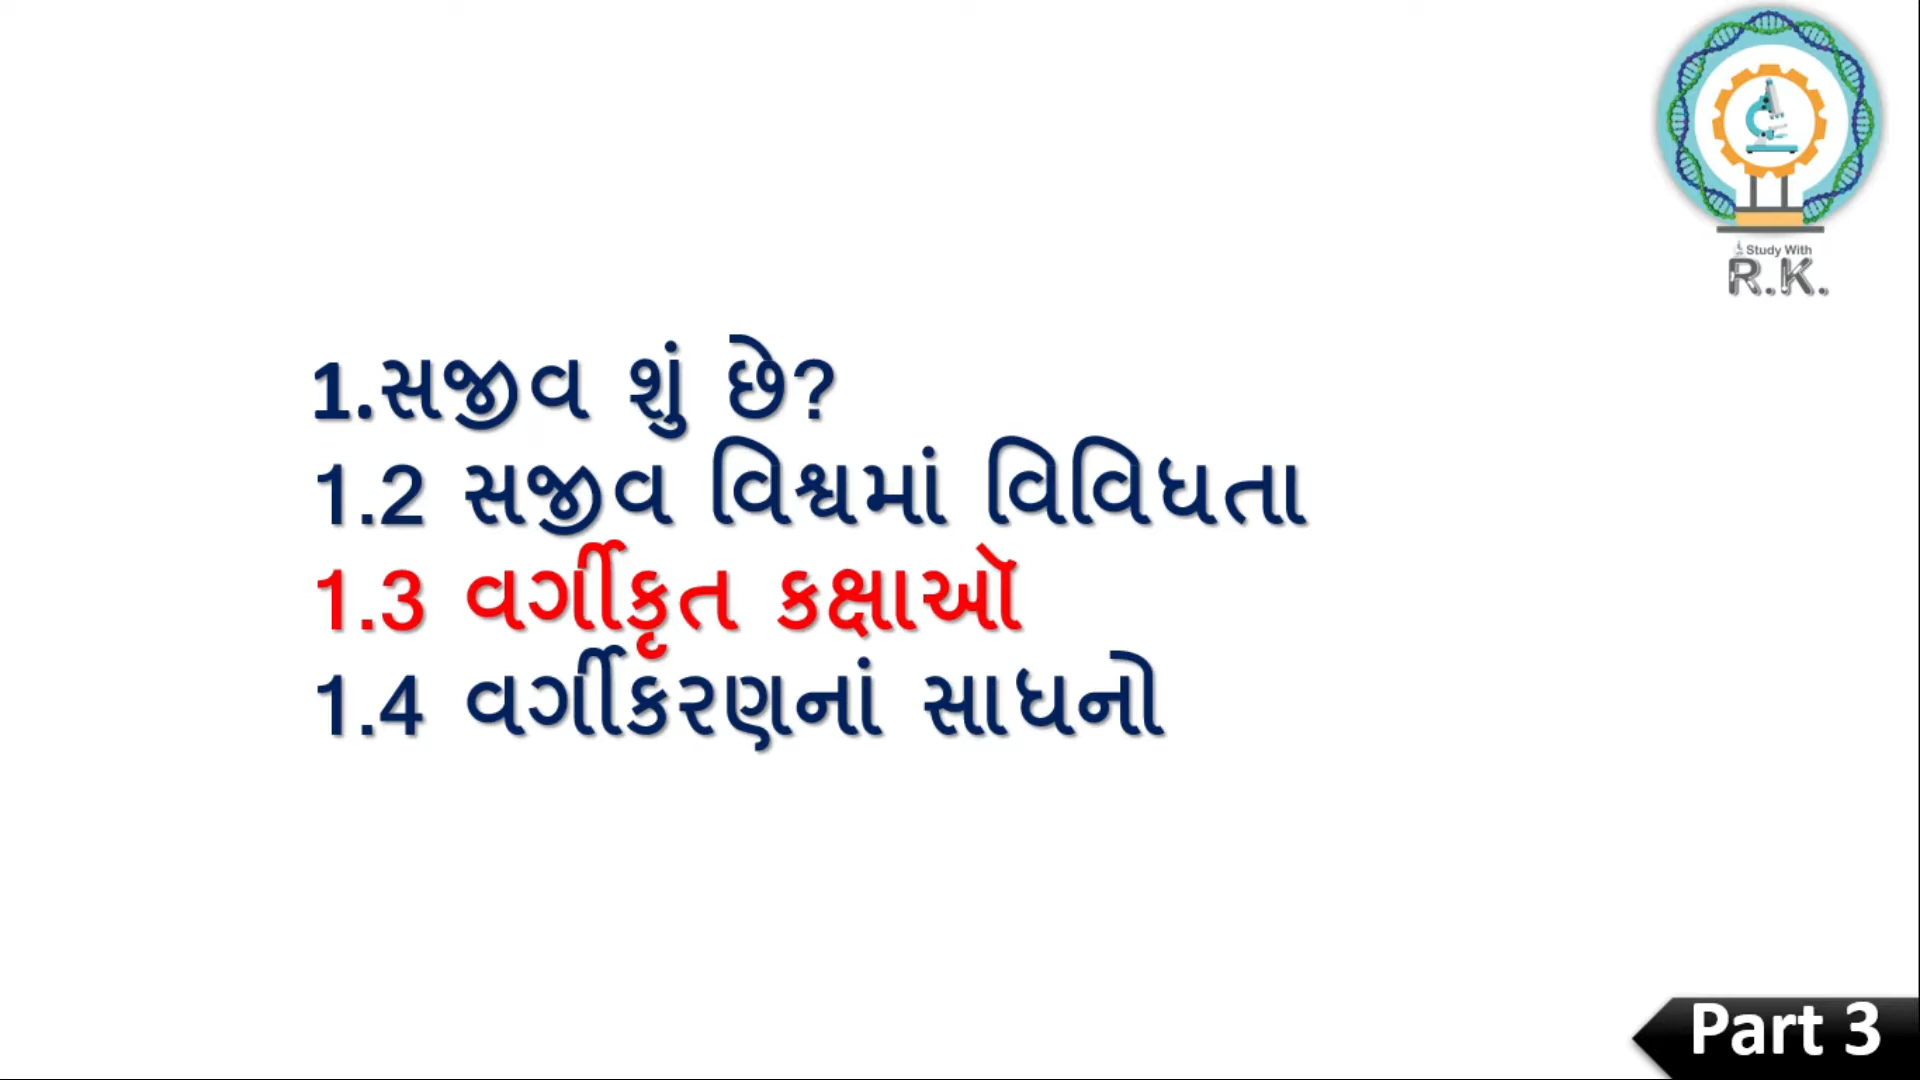 Study With
R.K.
1.સજીવ શું છે?
1.2 સજીવ વિશ્વમાં વિવિધતા
1.3 વર્ગીકૃત કક્ષાઓ
1.4 વર્ગીકરણનાં સાધનો
Part 3